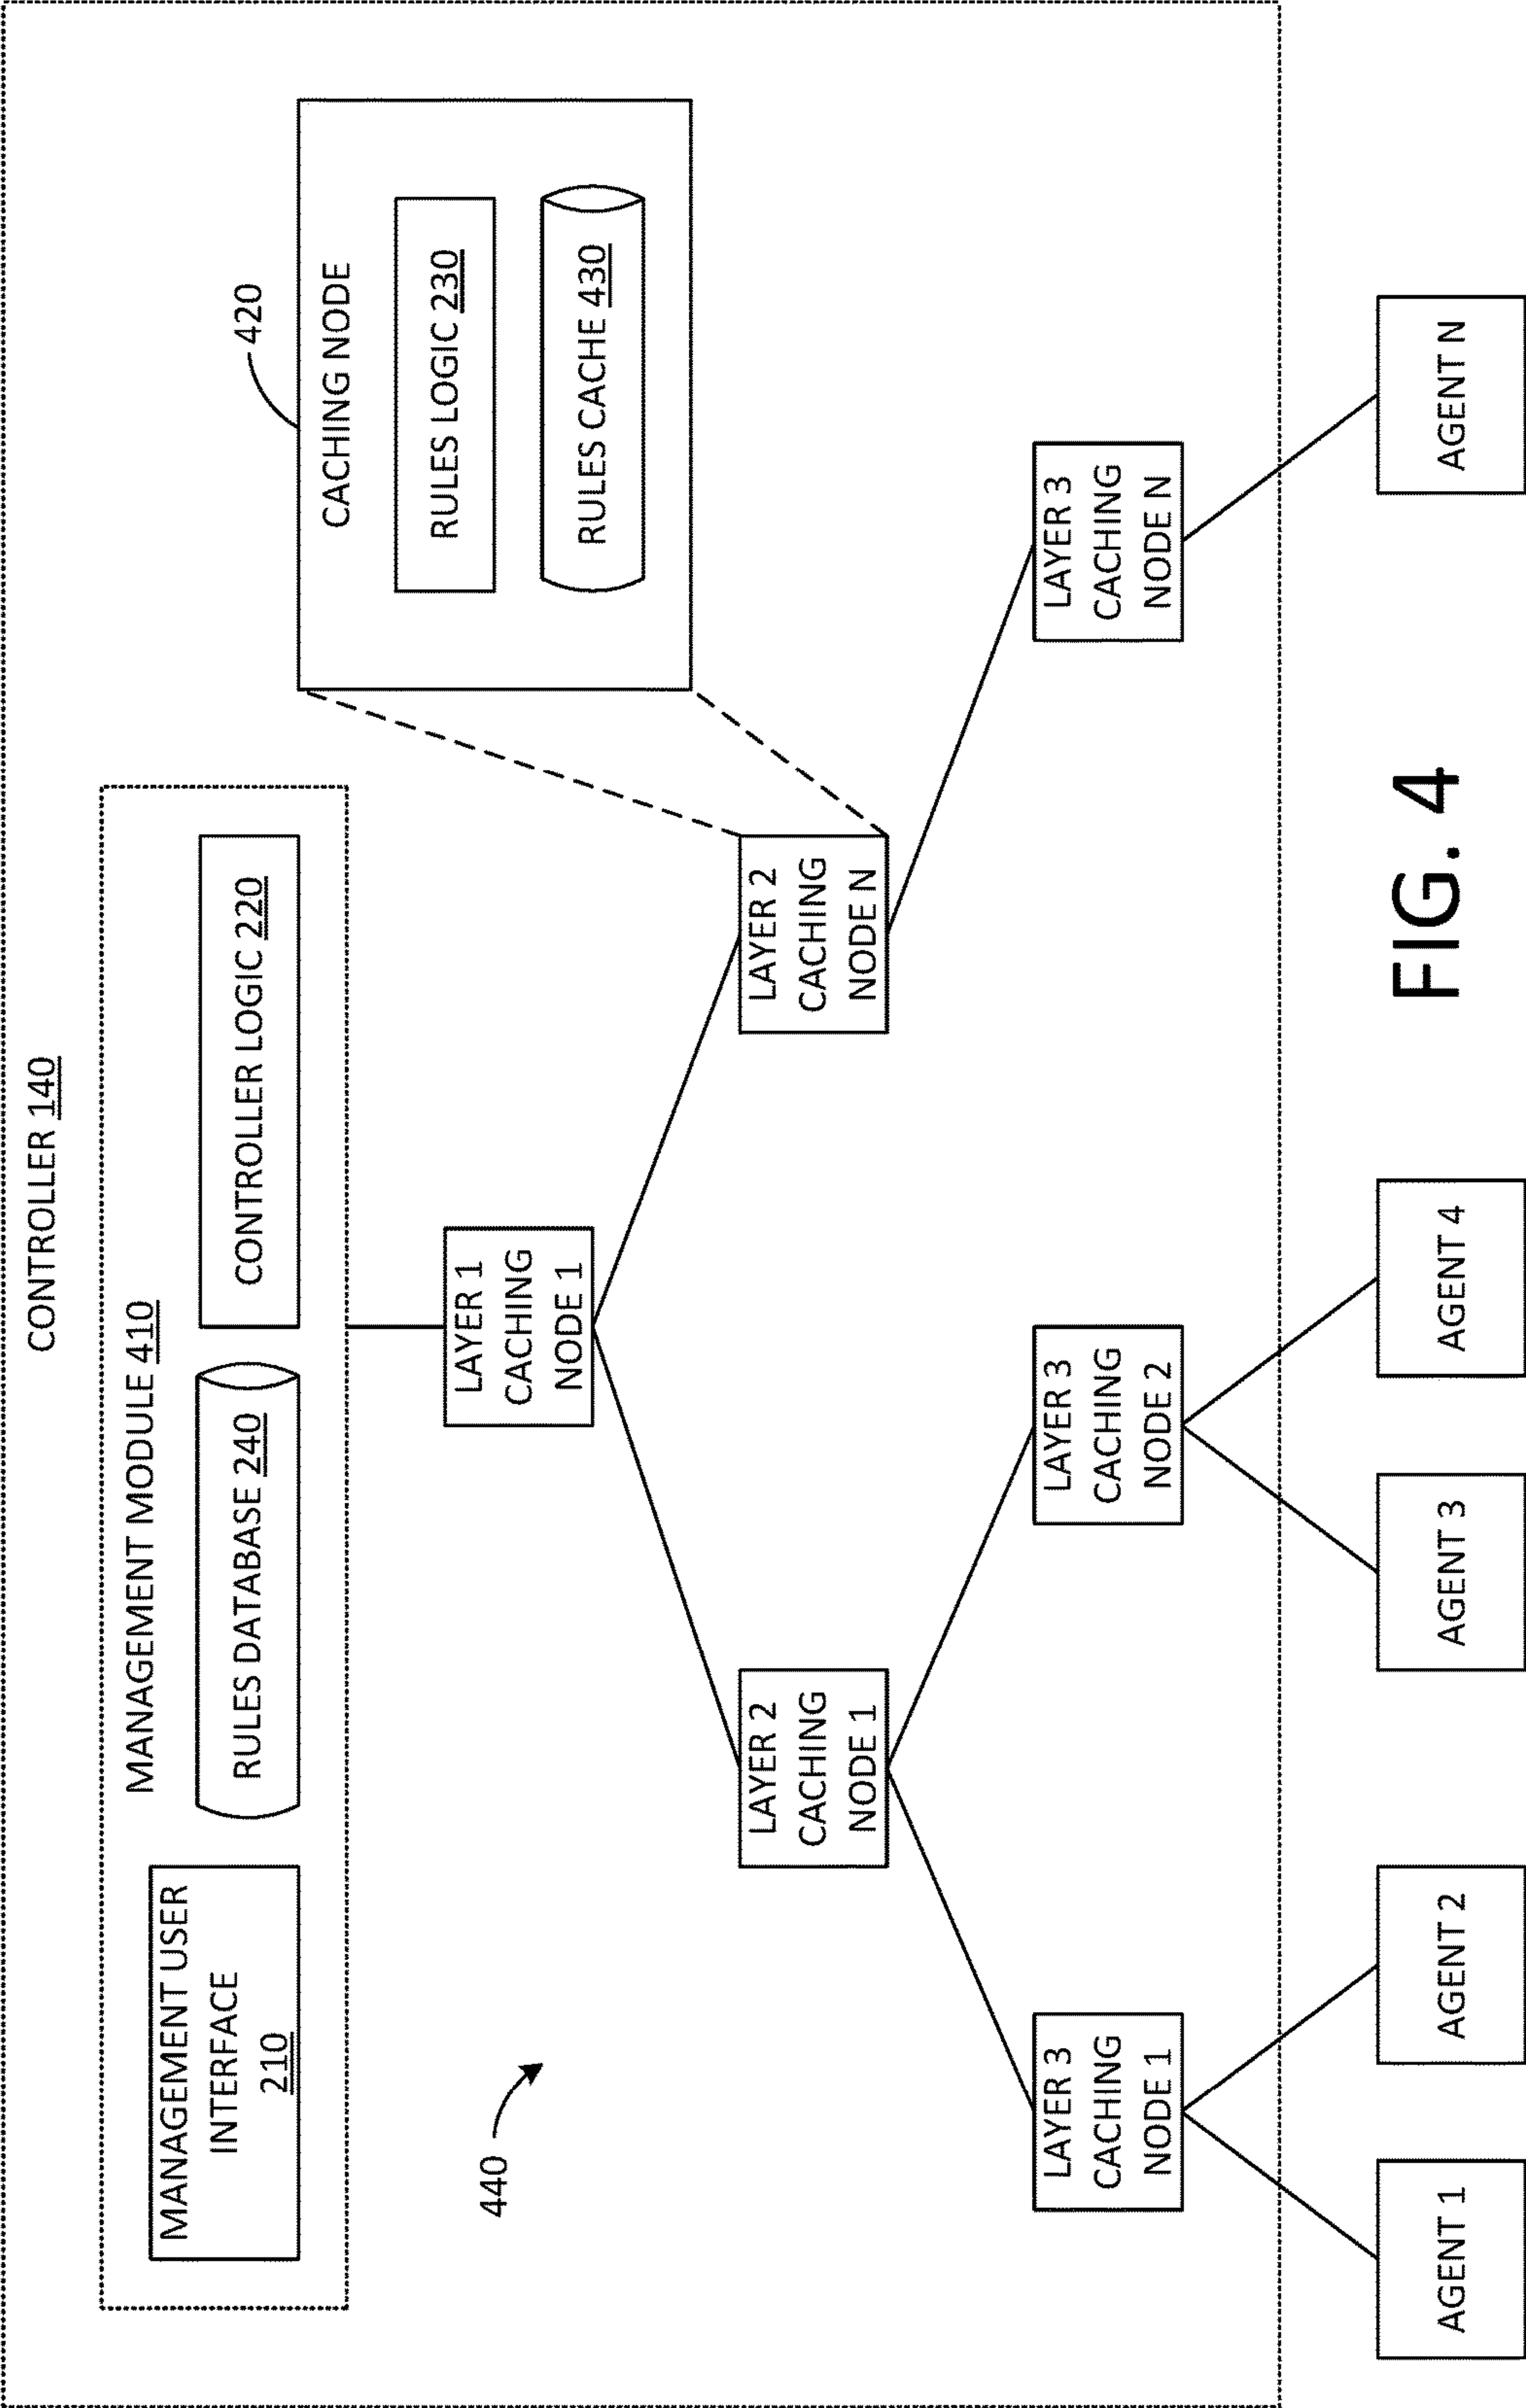 CONTROLLER 140
MANAGEMENT MODULE 410
MANAGEMENT USER
INTERFACE
210
RULES DATABASE 240
CONTROLLER LOGIC 220
420
CACHING NODE
RULES LOGIC 230
RULES CACHE 430
440
LAYER 1
CACHING
NODE 1
LAYER 2
CACHING
NODE 1
LAYER 2
CACHING
NODE N
LAYER 3
CACHING
NODE 1
LAYER 3
CACHING
NODE 2
LAYER 3
CACHING
NODE N
AGENT 1
AGENT 2
AGENT 3
AGENT 4
AGENT N
FIG. 4